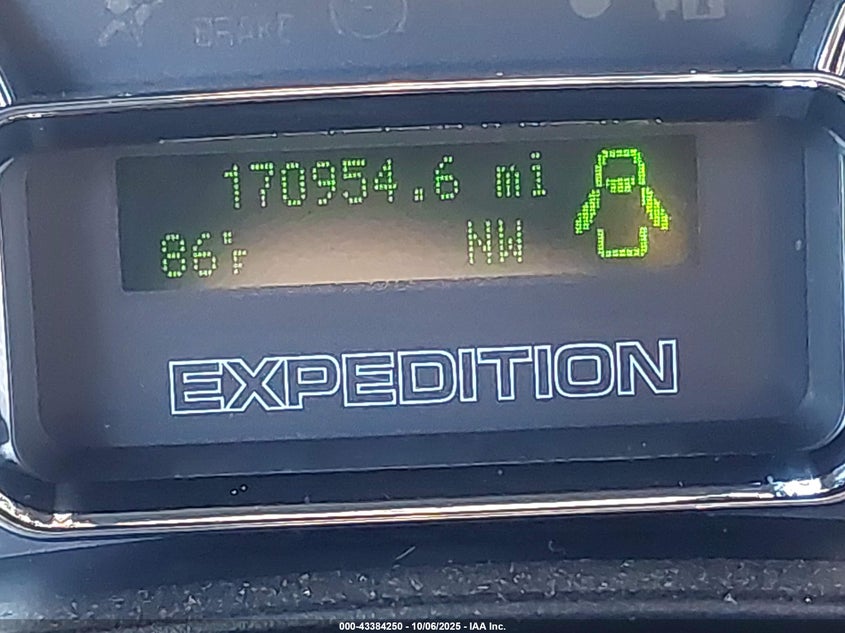 BRAKE
170954.6 mi
86°F NW
EXPEDITION
000-43384250 - 10/06/2025 - IAA Inc.